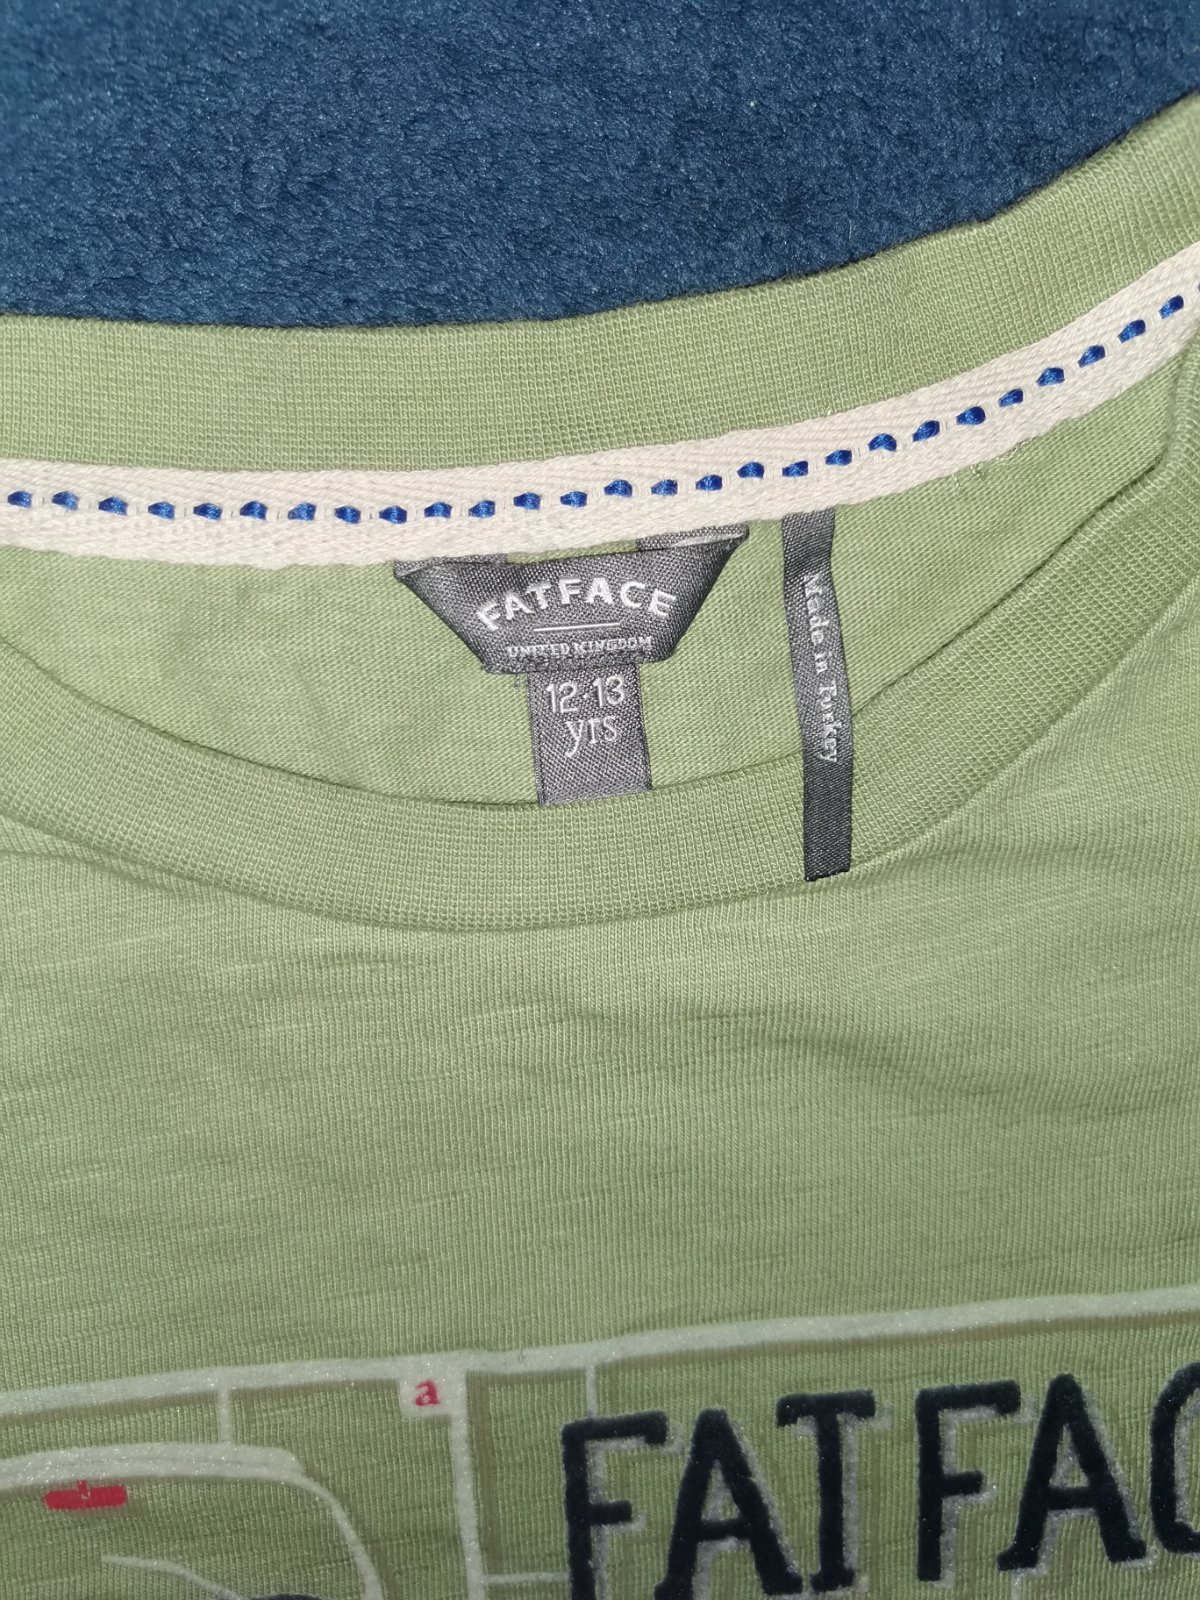 FATFACE
UNITED KINGDOM
12-13
yrs
Made in Turkey
a
FATFAC